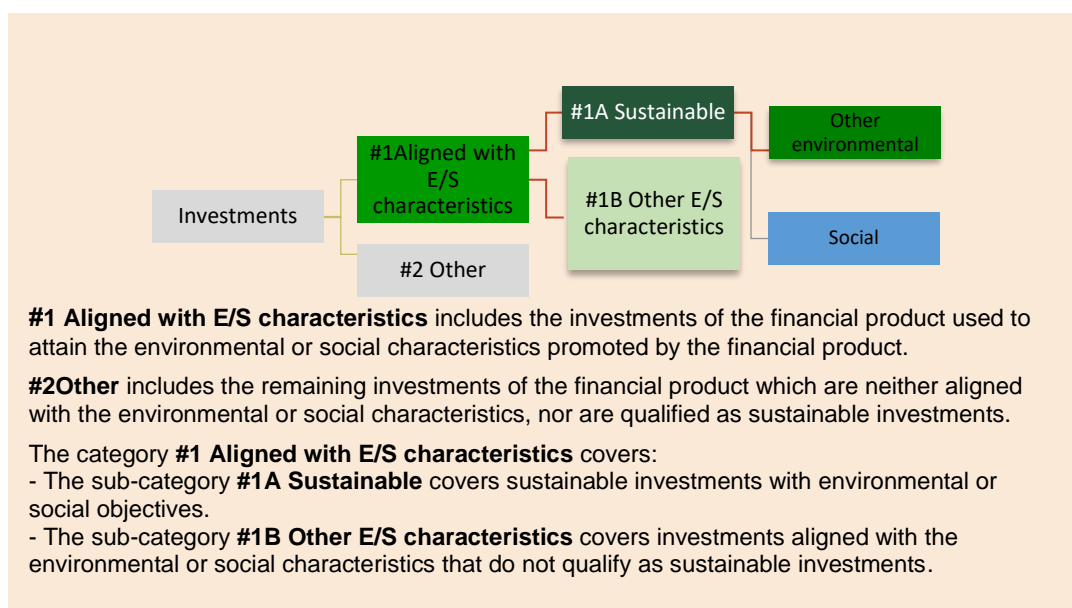 Investments
#1Aligned with
E/S
characteristics
#2 Other
#1A Sustainable
#1B Other E/S
characteristics
Other
environmental
Social
#1 Aligned with E/S characteristics includes the investments of the financial product used to
attain the environmental or social characteristics promoted by the financial product.
#2Other includes the remaining investments of the financial product which are neither aligned
with the environmental or social characteristics, nor are qualified as sustainable investments.
The category #1 Aligned with E/S characteristics covers:
- The sub-category #1A Sustainable covers sustainable investments with environmental or
social objectives.
- The sub-category #1B Other E/S characteristics covers investments aligned with the
environmental or social characteristics that do not qualify as sustainable investments.